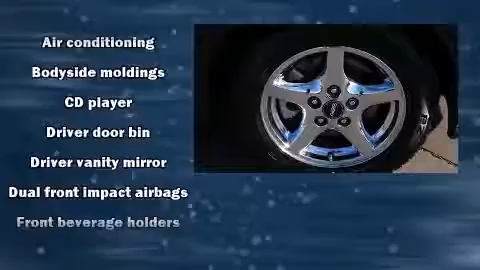 Air conditioning
Bodyside moldings
CD player
Driver door bin
Driver vanity mirror
Dual front impact airbags
Front beverage holders